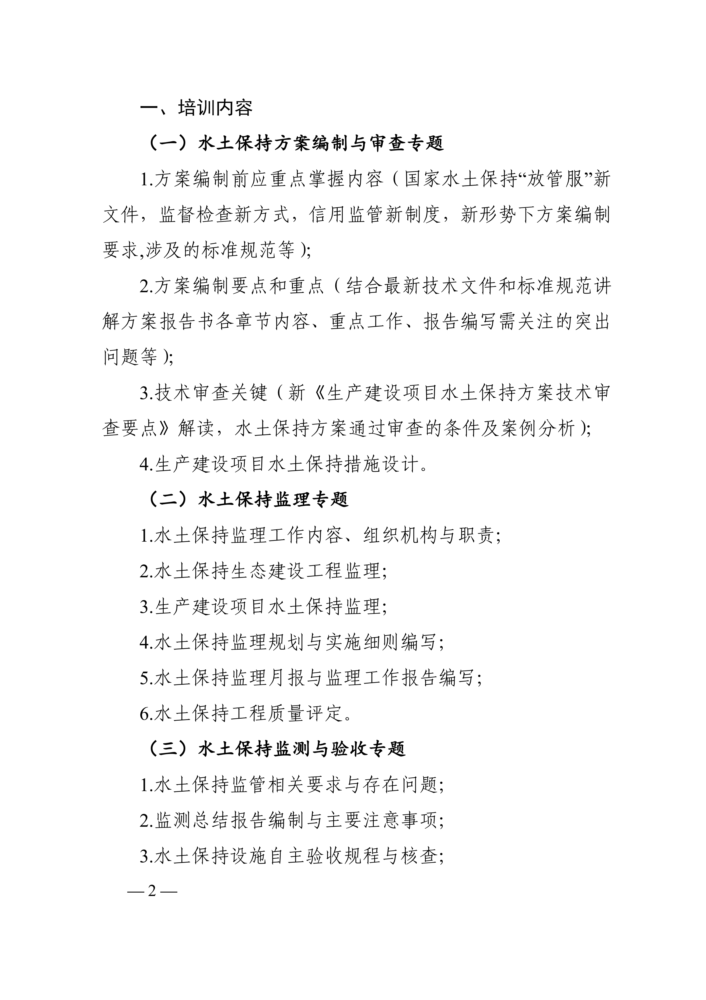 一、培训内容
（一）水土保持方案编制与审查专题
1.方案编制前应重点掌握内容（国家水土保持“放管服”新
文件，监督检查新方式，信用监管新制度，新形势下方案编制
要求,涉及的标准规范等）；
2.方案编制要点和重点（结合最新技术文件和标准规范讲
解方案报告书各章节内容、重点工作、报告编写需关注的突出
问题等）；
3.技术审查关键（新《生产建设项目水土保持方案技术审
查要点》解读，水土保持方案通过审查的条件及案例分析）；
4.生产建设项目水土保持措施设计。
（二）水土保持监理专题
1.水土保持监理工作内容、组织机构与职责；
2.水土保持生态建设工程监理；
3.生产建设项目水土保持监理；
4.水土保持监理规划与实施细则编写；
5.水土保持监理月报与监理工作报告编写；
6.水土保持工程质量评定。
（三）水土保持监测与验收专题
1.水土保持监管相关要求与存在问题；
2.监测总结报告编制与主要注意事项；
3.水土保持设施自主验收规程与核查；
— 2 —